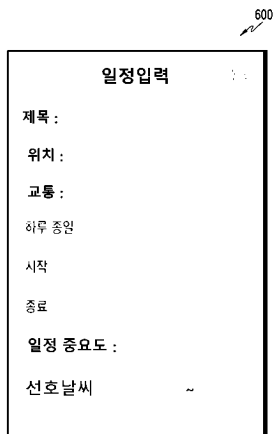 600
일정입력
제목 :
위치 :
교통 :
하루 종일
시작
종료
일정 중요도 :
선호날씨 ~